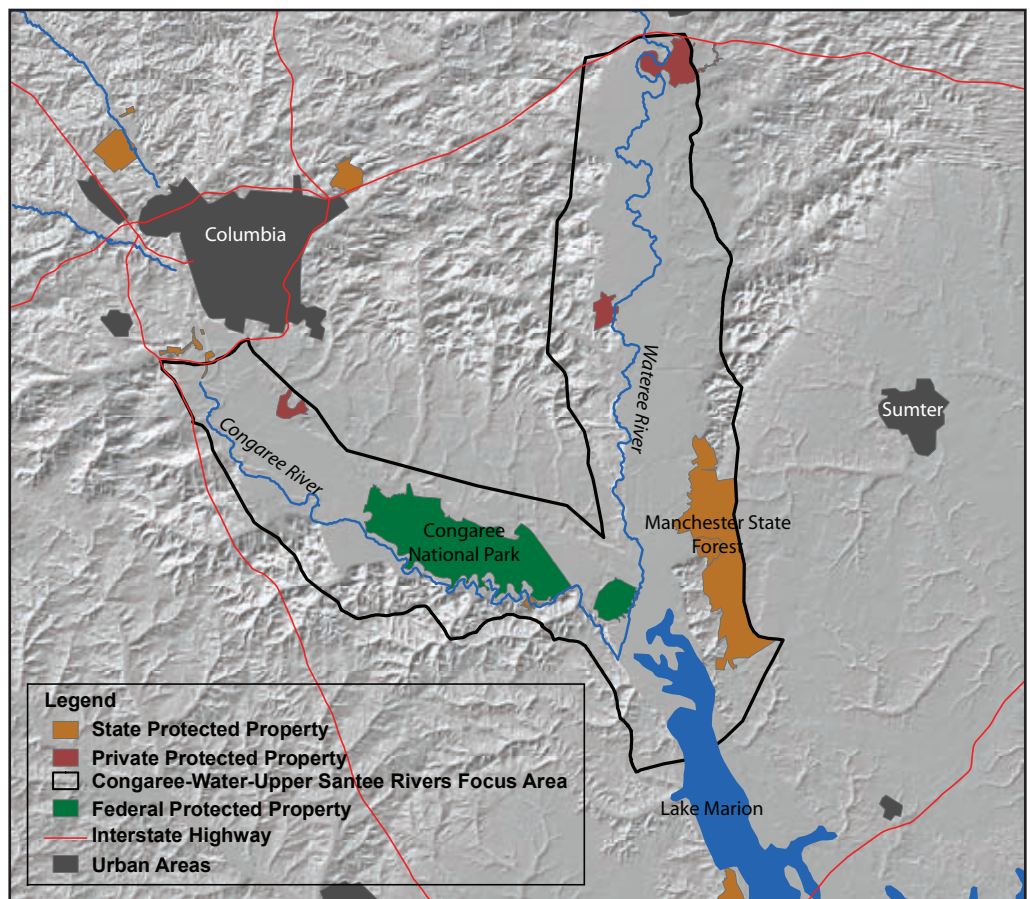 Columbia
Sumter
Wateree River
Congaree River
Manchester State
Forest
Congaree
National Park
Lake Marion
Legend
State Protected Property
Private Protected Property
Congaree-Water-Upper Santee Rivers Focus Area
Federal Protected Property
Interstate Highway
Urban Areas